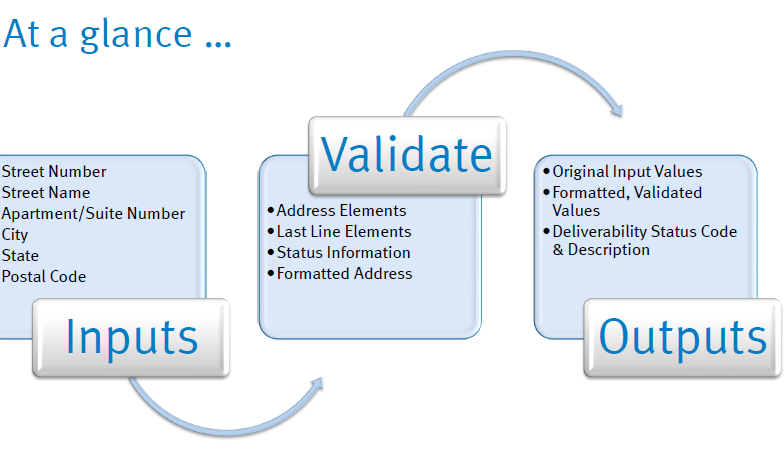 At a glance ...
Street Number
Street Name
Apartment/Suite Number
City
State
Postal Code
Inputs
Validate
•Address Elements
•Last Line Elements
•Status Information
•Formatted Address
•Original Input Values
•Formatted, Validated
Values
•Deliverability Status Code
& Description
Outputs